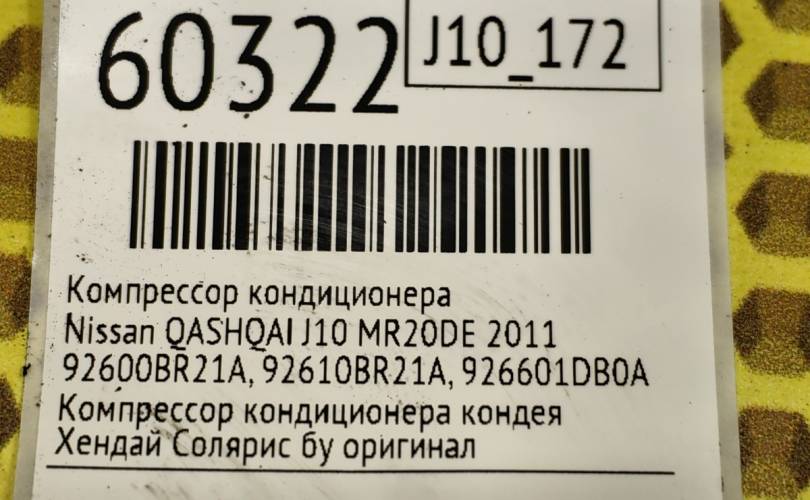 60322
J10_172
Компрессор кондиционера
Nissan QASHQAI J10 MR20DE 2011
92600BR21A, 92610BR21A, 926601DB0A
Компрессор кондиционера кондея
Хендай Солярис бу оригинал